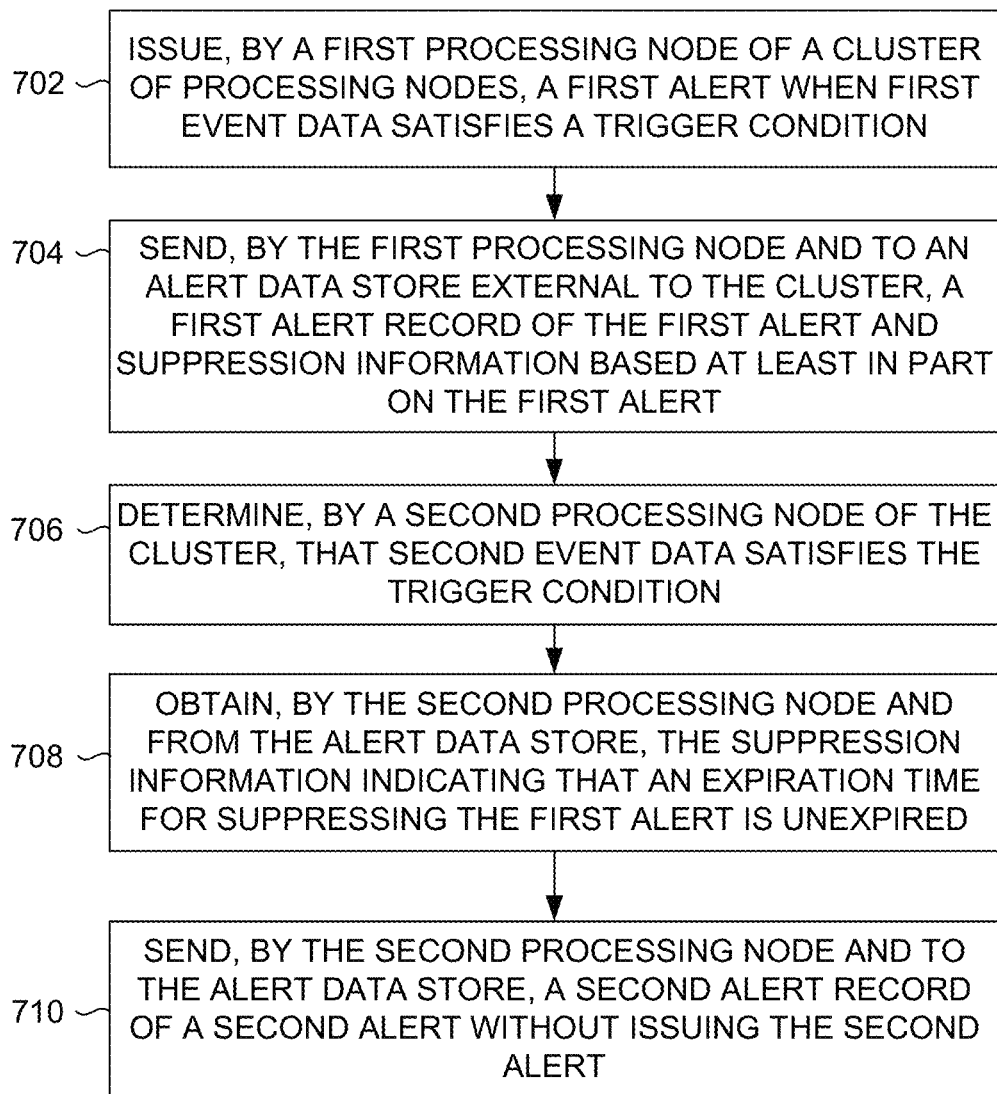 702
ISSUE, BY A FIRST PROCESSING NODE OF A CLUSTER
OF PROCESSING NODES, A FIRST ALERT WHEN FIRST
EVENT DATA SATISFIES A TRIGGER CONDITION
704
SEND, BY THE FIRST PROCESSING NODE AND TO AN
ALERT DATA STORE EXTERNAL TO THE CLUSTER, A
FIRST ALERT RECORD OF THE FIRST ALERT AND
SUPPRESSION INFORMATION BASED AT LEAST IN PART
ON THE FIRST ALERT
706
DETERMINE, BY A SECOND PROCESSING NODE OF THE
CLUSTER, THAT SECOND EVENT DATA SATISFIES THE
TRIGGER CONDITION
708
OBTAIN, BY THE SECOND PROCESSING NODE AND
FROM THE ALERT DATA STORE, THE SUPPRESSION
INFORMATION INDICATING THAT AN EXPIRATION TIME
FOR SUPPRESSING THE FIRST ALERT IS UNEXPIRED
710
SEND, BY THE SECOND PROCESSING NODE AND TO
THE ALERT DATA STORE, A SECOND ALERT RECORD
OF A SECOND ALERT WITHOUT ISSUING THE SECOND
ALERT